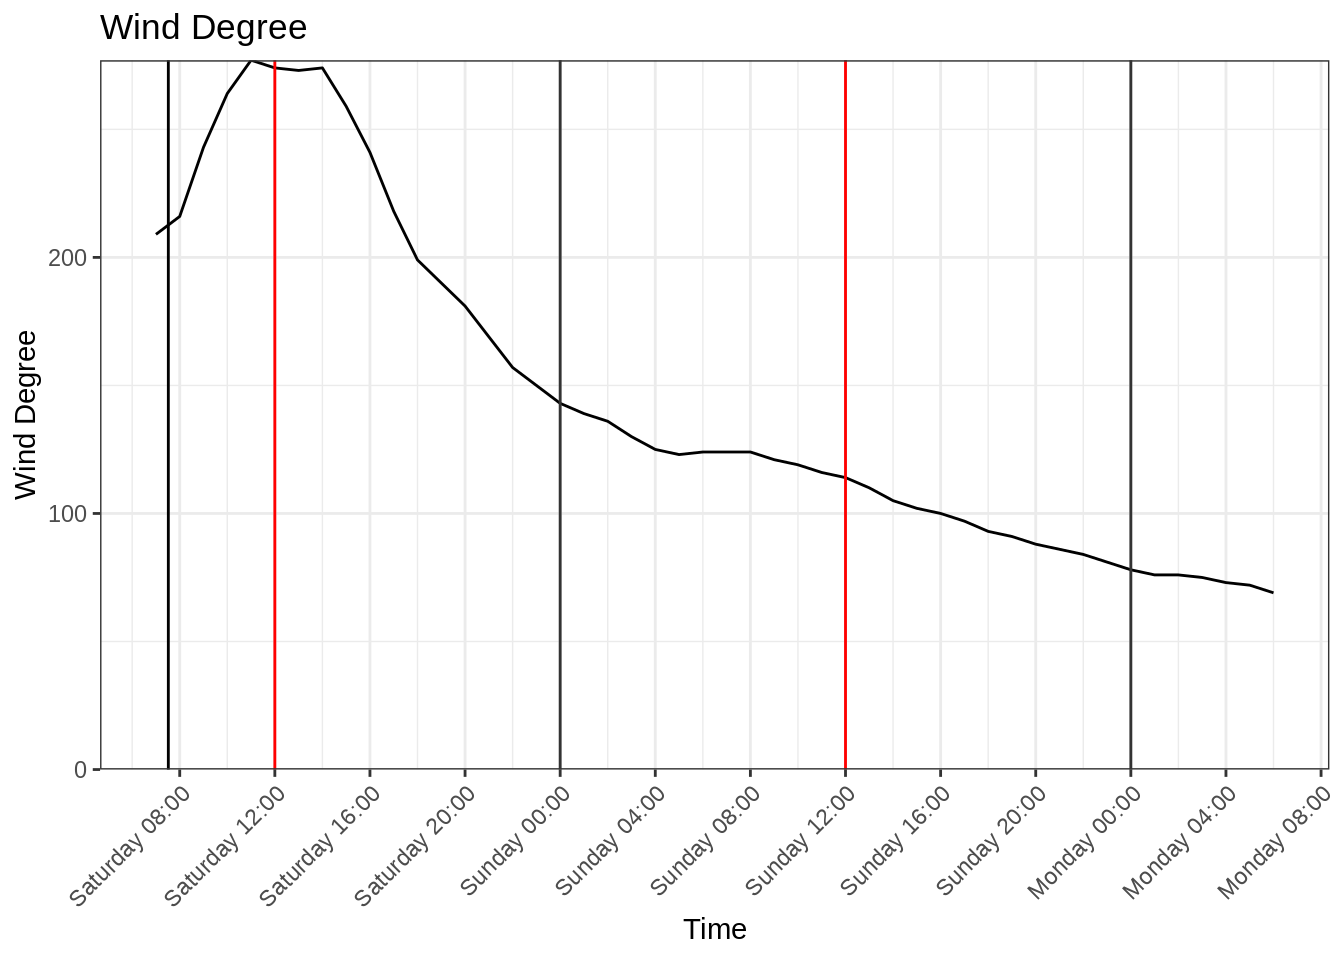 Wind Degree
Wind Degree
200
100
0
Saturday 08:00
Saturday 12:00
Saturday 16:00
Saturday 20:00
Sunday 00:00
Sunday 04:00
Sunday 08:00
Sunday 12:00
Sunday 16:00
Sunday 20:00
Monday 00:00
Monday 04:00
Monday 08:00
Time